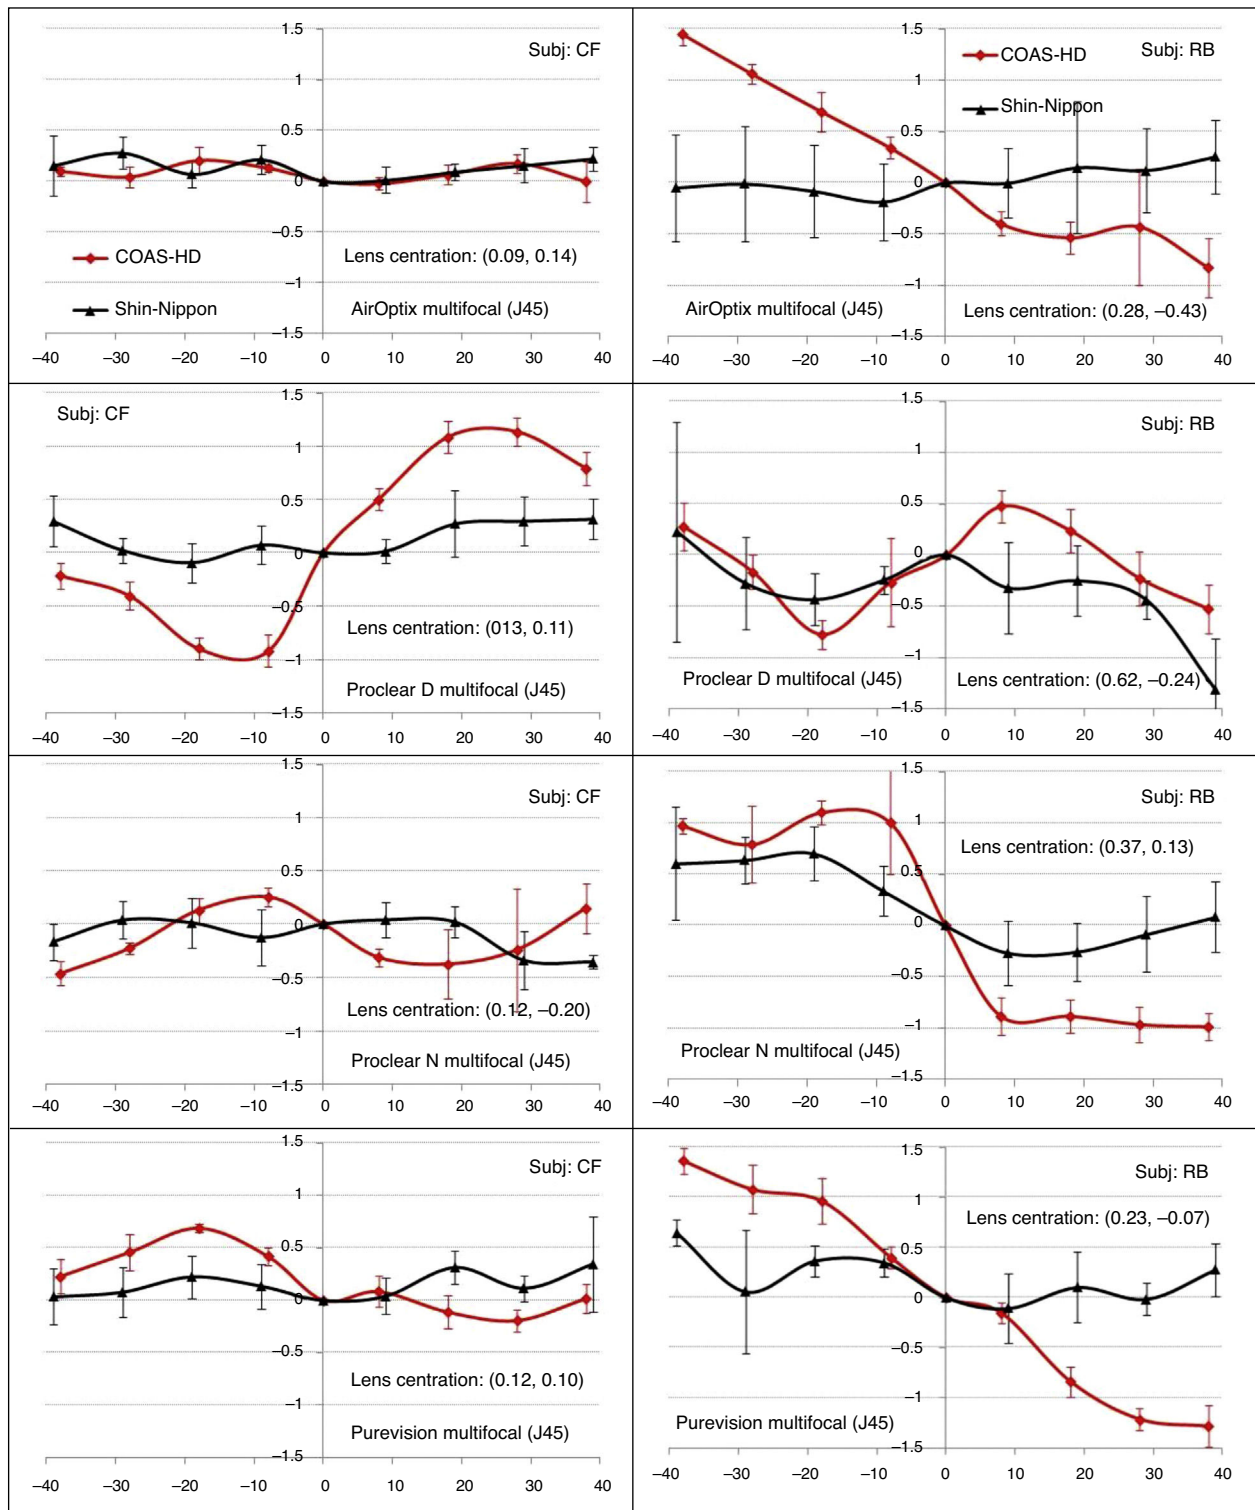 1.5
Subj: CF
1
0.5
0
–0.5
COAS-HD
Lens centration: (0.09, 0.14)
–1
Shin-Nippon
AirOptix multifocal (J45)
–1.5
–40 –30 –20 –10 0 10 20 30 40
1.5
COAS-HD
Subj: RB
1
Shin-Nippon
0.5
0
–0.5
–1
AirOptix multifocal (J45)
Lens centration: (0.28, –0.43)
–1.5
–40 –30 –20 –10 0 10 20 30 40
1.5
Subj: CF
1
0.5
0
–0.5
Lens centration: (013, 0.11)
–1
Proclear D multifocal (J45)
–1.5
–40 –30 –20 –10 0 10 20 30 40
1.5
Subj: RB
1
0.5
0
–0.5
–1
Proclear D multifocal (J45)
Lens centration: (0.62, –0.24)
–1.5
–40 –30 –20 –10 0 10 20 30 40
1.5
Subj: CF
1
0.5
0
–0.5
Lens centration: (0.12, –0.20)
–1
Proclear N multifocal (J45)
–1.5
–40 –30 –20 –10 0 10 20 30 40
1.5
Subj: RB
1
Lens centration: (0.37, 0.13)
0.5
0
–0.5
–1
Proclear N multifocal (J45)
–1.5
–40 –30 –20 –10 0 10 20 30 40
1.5
Subj: CF
1
0.5
0
–0.5
Lens centration: (0.12, 0.10)
–1
Purevision multifocal (J45)
–1.5
–40 –30 –20 –10 0 10 20 30 40
1.5
Subj: RB
1
Lens centration: (0.23, –0.07)
0.5
0
–0.5
–1
Purevision multifocal (J45)
–1.5
–40 –30 –20 –10 0 10 20 30 40